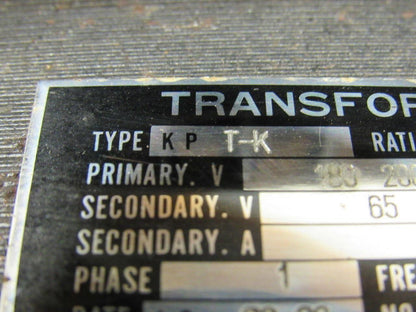 TRANSFOR
TYPE KP T-K RATI
PRIMARY. V 180 200
SECONDARY. V 65
SECONDARY. A
PHASE 1 FRE